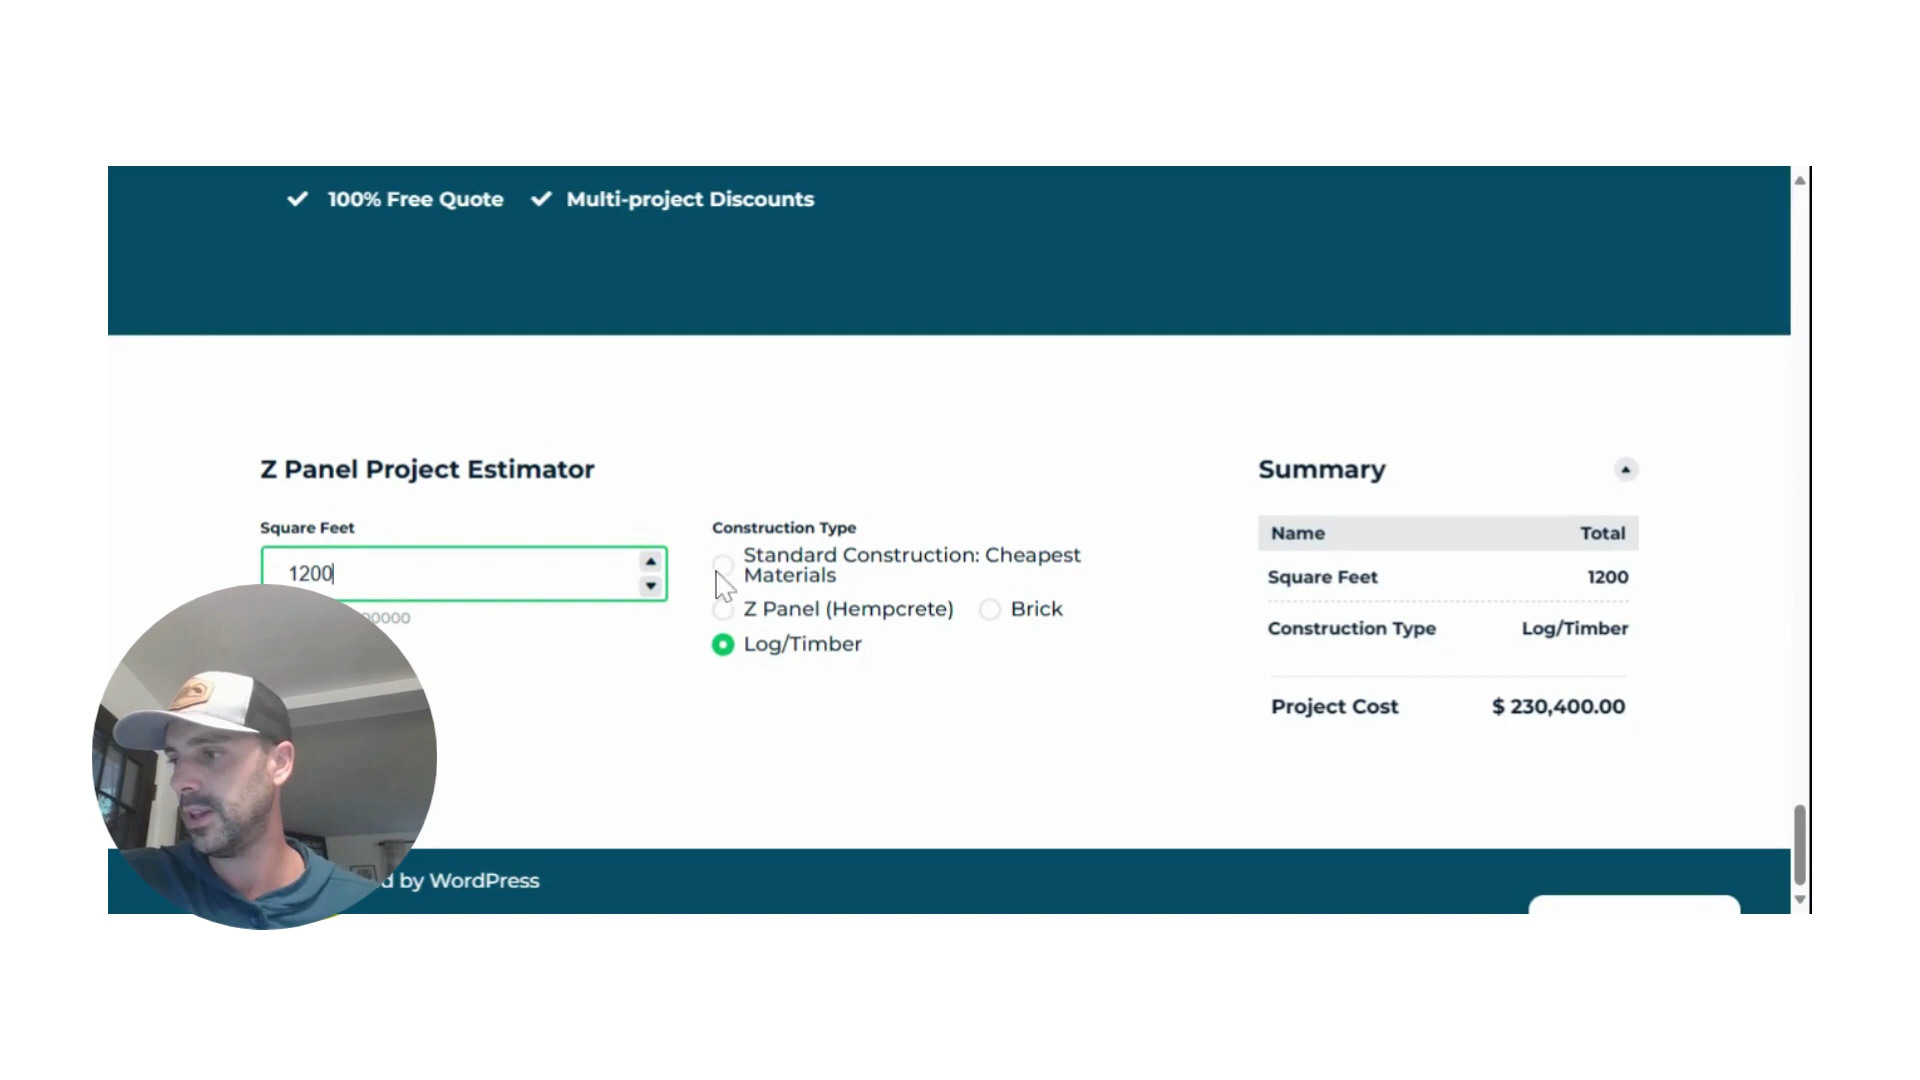 100% Free Quote Multi-project Discounts
Z Panel Project Estimator
Square Feet
1200
Construction Type
Standard Construction: Cheapest
Materials
Z Panel (Hempcrete) Brick
Log/Timber
Summary
Name Total
Square Feet 1200
Construction Type Log/Timber
Project Cost $ 230,400.00
by WordPress